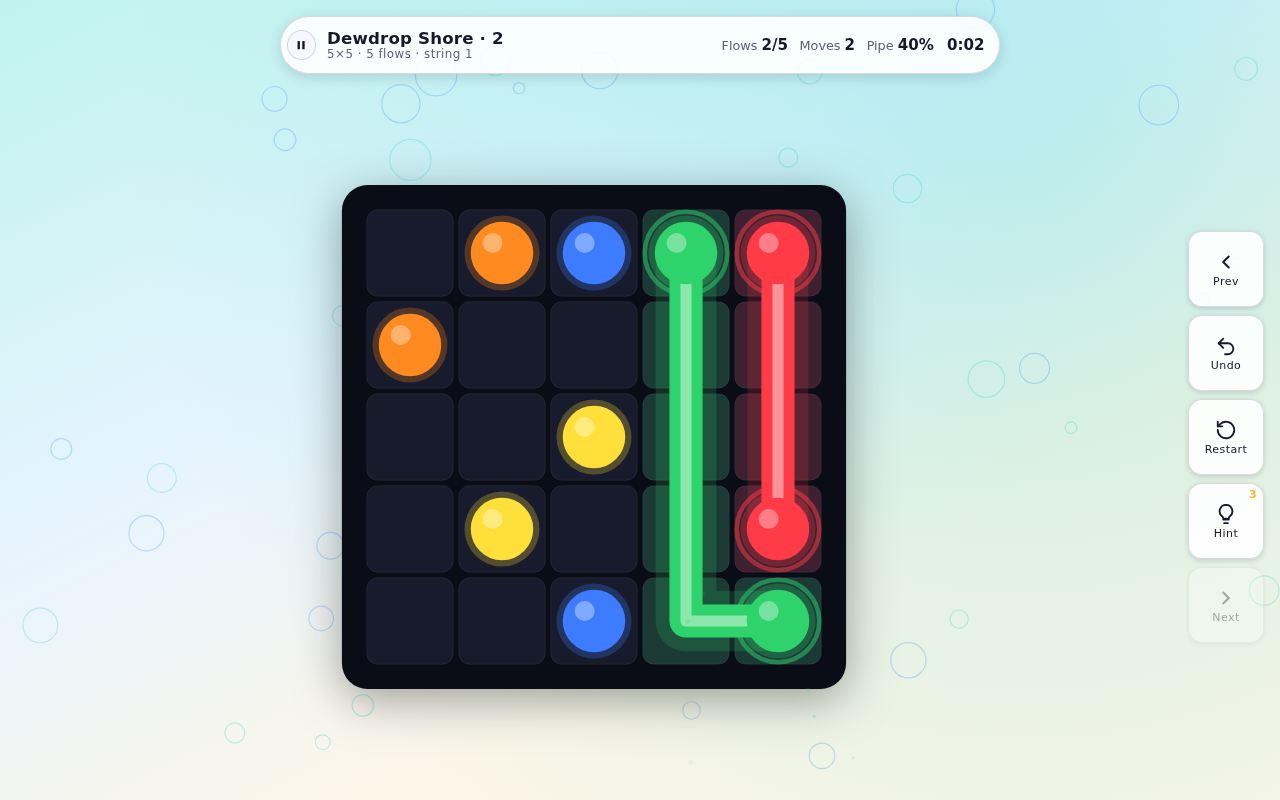 Dewdrop Shore · 2
5×5 · 5 flows · string 1
Flows 2/5 Moves 2 Pipe 40% 0:02
Prev
Undo
Restart
3
Hint
Next